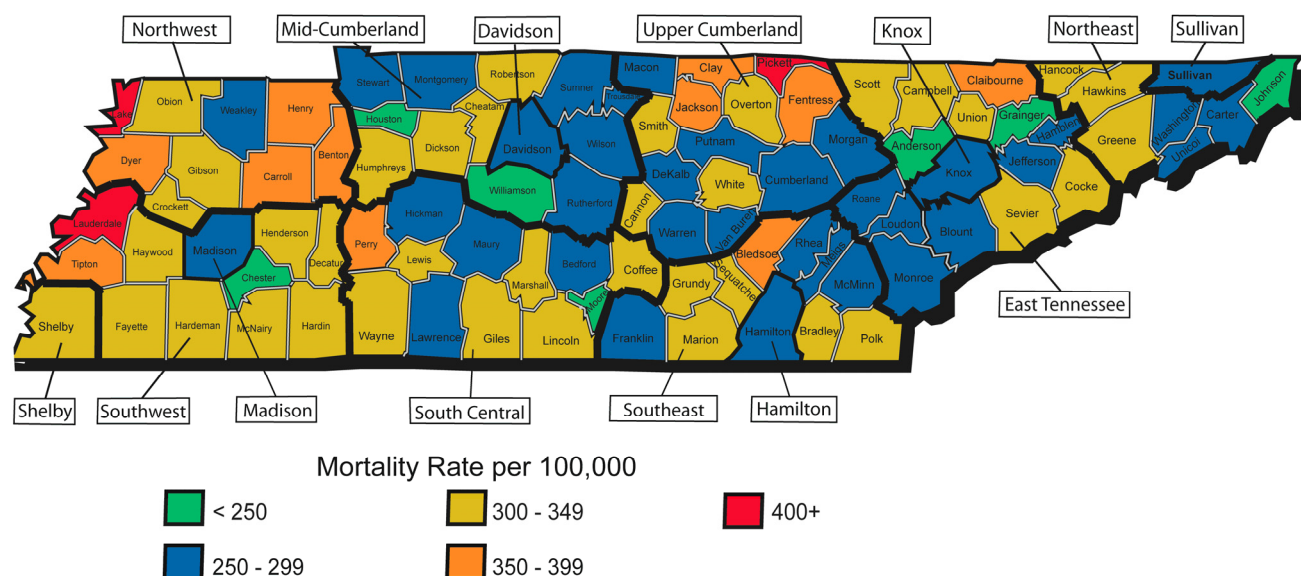 Northwest
Mid-Cumberland
Davidson
Upper Cumberland
Knox
Northeast
Sullivan
Lake
Obion
Weakley
Henry
Stewart
Montgomery
Robertson
Sumner
Trousdale
Macon
Clay
Pickett
Scott
Campbell
Claiborne
Hancock
Hawkins
Sullivan
Johnson
Dyer
Gibson
Carroll
Benton
Houston
Humphreys
Dickson
Cheatam
Davidson
Wilson
Smith
Jackson
Overton
Fentress
Morgan
Anderson
Union
Grainger
Hamblen
Greene
Washington
Unicoi
Carter
Lauderdale
Crockett
Haywood
Madison
Henderson
Decatur
Chester
Perry
Hickman
Williamson
Rutherford
Cannon
DeKalb
Putnam
White
Cumberland
Roane
Loudon
Knox
Blount
Jefferson
Sevier
Cocke
Tipton
Lewis
Maury
Marshall
Bedford
Moore
Coffee
Warren
Van Buren
Bledsoe
Rhea
Meigs
McMinn
Monroe
Sequatchie
Grundy
Shelby
Fayette
Hardeman
McNairy
Hardin
Wayne
Lawrence
Giles
Lincoln
Franklin
Marion
Hamilton
Bradley
Polk
East Tennessee
Shelby
Southwest
Madison
South Central
Southeast
Hamilton
Mortality Rate per 100,000
< 250
300 - 349
400+
250 - 299
350 - 399